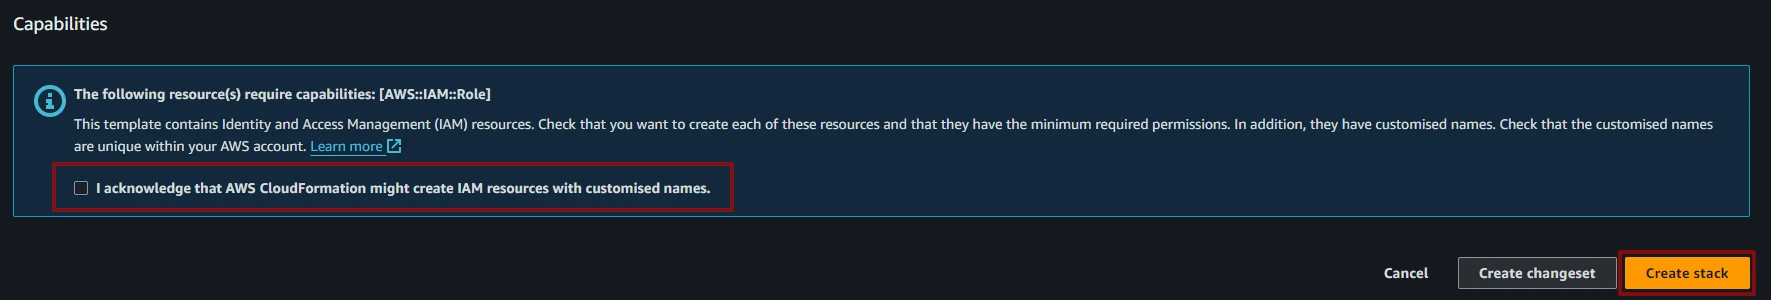 Capabilities
The following resource(s) require capabilities: [AWS::IAM::Role]
This template contains Identity and Access Management (IAM) resources. Check that you want to create each of these resources and that they have the minimum required permissions. In addition, they have customised names. Check that the customised names
are unique within your AWS account. Learn more
I acknowledge that AWS CloudFormation might create IAM resources with customised names.
Cancel Create changeset Create stack